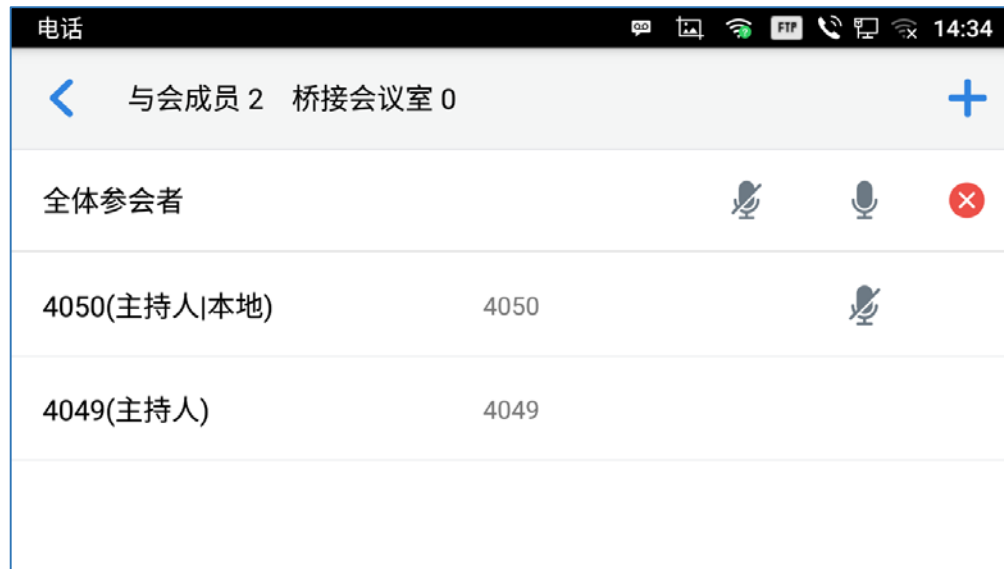 电话 FTP 14:34
与会成员 2 桥接会议室 0
全体参会者
4050(主持人|本地) 4050
4049(主持人) 4049